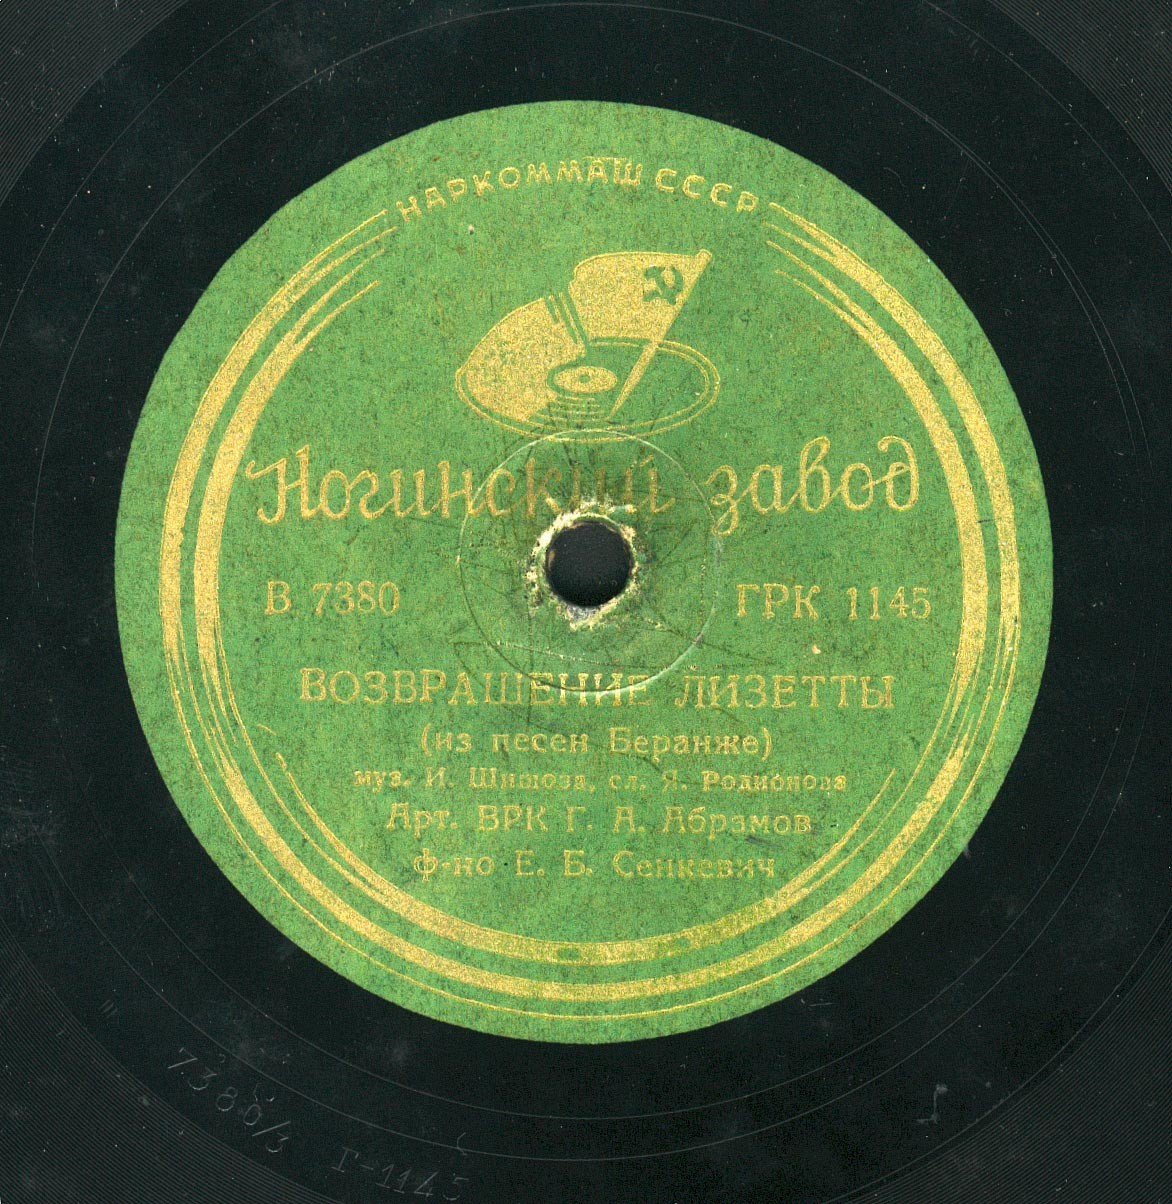 НАРКОММАШ СССР
Ногинский завод
В 7380 ГРК 1145
ВОЗВРАЩЕНИЕ ЛИЗЕТТЫ
(из песен Беранже)
муз. И. Шишова, сл. Я. Родионова
Арт. ВРК Г. А. Абрамов
ф-но Е. Б. Сенкевич
7380/3 Г-1145